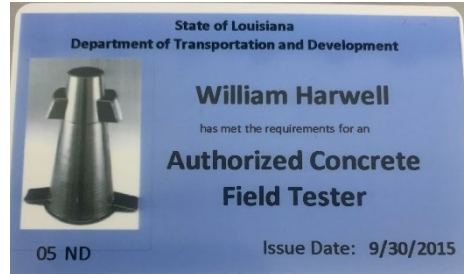 State of Louisiana
Department of Transportation and Development
William Harwell
has met the requirements for an
Authorized Concrete
Field Tester
05 ND
Issue Date: 9/30/2015